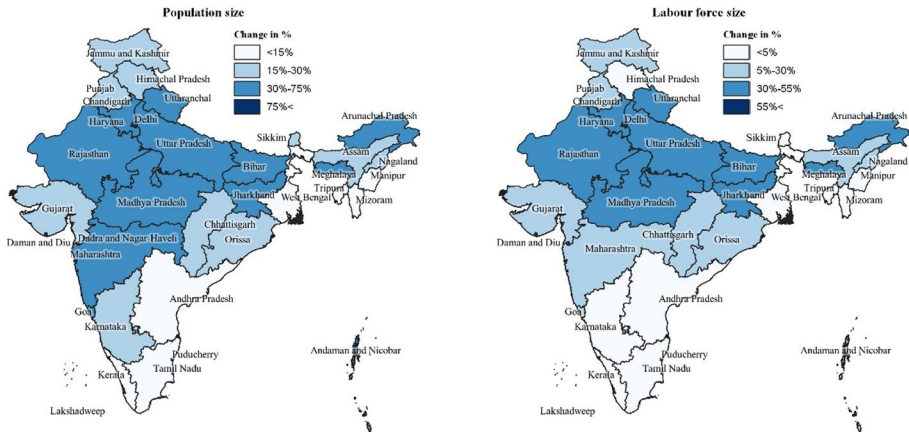 Population size
Change in %
<15%
15%-30%
30%-75%
75%<
Jammu and Kashmir
Himachal Pradesh
Punjab
Chandigarh
Uttaranchal
Haryana
Delhi
Arunachal Pradesh
Sikkim
Rajasthan
Uttar Pradesh
Assam
Nagaland
Bihar
Meghalaya
Manipur
Tripura
Jharkhand
West Bengal
Mizoram
Gujarat
Madhya Pradesh
Chhattisgarh
Daman and Diu
Dadra and Nagar Haveli
Orissa
Maharashtra
Andhra Pradesh
Goa
Karnataka
Andaman and Nicobar
Puducherry
Kerala
Tamil Nadu
Lakshadweep
Labour force size
Change in %
<5%
5%-30%
30%-55%
55%<
Jammu and Kashmir
Himachal Pradesh
Punjab
Chandigarh
Uttaranchal
Haryana
Delhi
Arunachal Pradesh
Sikkim
Rajasthan
Uttar Pradesh
Assam
Nagaland
Bihar
Meghalaya
Manipur
Tripura
Jharkhand
West Bengal
Mizoram
Gujarat
Madhya Pradesh
Daman and Diu
Chhattisgarh
Orissa
Maharashtra
Andhra Pradesh
Goa
Karnataka
Andaman and Nicobar
Puducherry
Kerala
Tamil Nadu
Lakshadweep